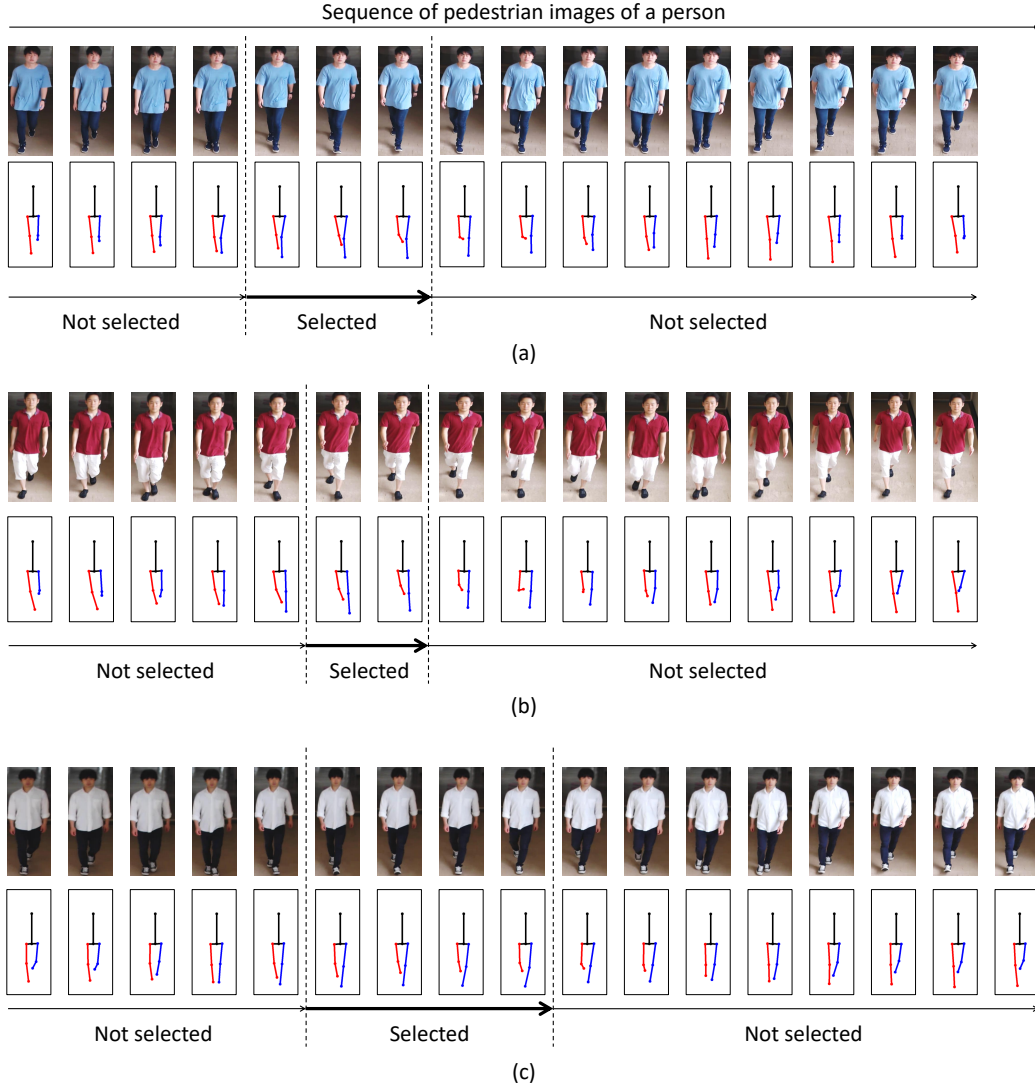 Sequence of pedestrian images of a person
Not selected Selected Not selected
(a)
Not selected Selected Not selected
(b)
Not selected Selected Not selected
(c)